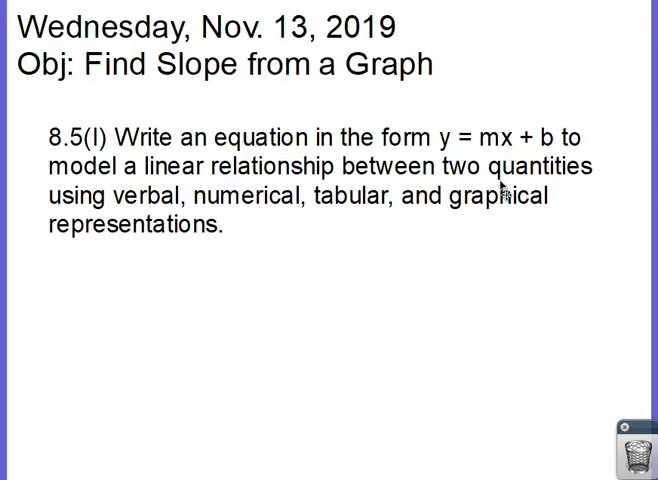 Wednesday, Nov. 13, 2019
Obj: Find Slope from a Graph
8.5(I) Write an equation in the form y = mx + b to
model a linear relationship between two quantities
using verbal, numerical, tabular, and graphical
representations.